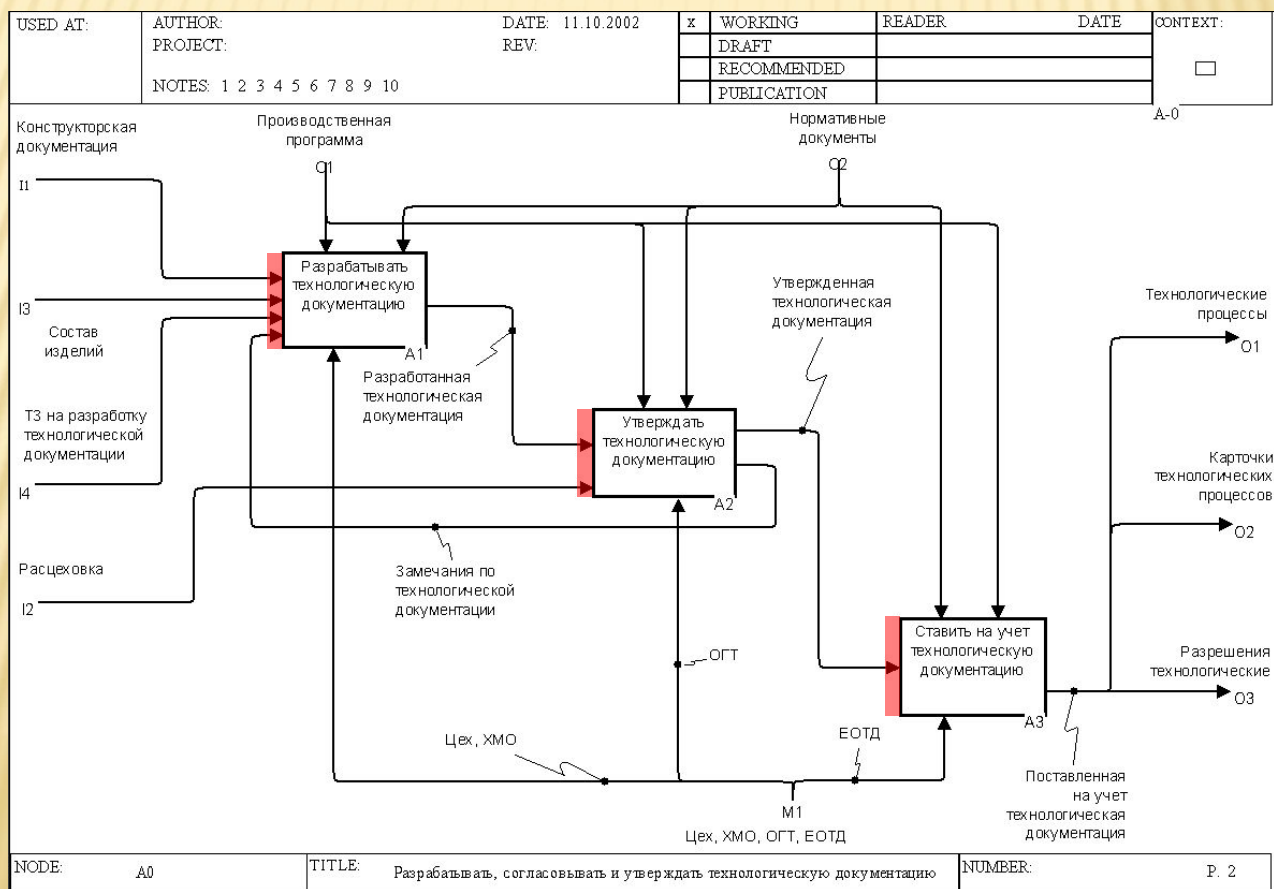 USED AT:
AUTHOR:
DATE: 11.10.2002
PROJECT:
REV:
NOTES: 1 2 3 4 5 6 7 8 9 10
x WORKING
DRAFT
RECOMMENDED
PUBLICATION
READER DATE
CONTEXT:
A-0
Конструкторская
документация
I1
Производственная
программа
C1
Нормативные
документы
C2
Разрабатывать
технологическую
документацию
A1
I3
Состав
изделий
ТЗ на разработку
технологической
документации
I4
Разработанная
технологическая
документация
Утвержденная
технологическая
документация
Технологические
процессы
O1
Утверждать
технологическую
документацию
A2
Карточки
технологических
процессов
O2
Расцеховка
I2
Замечания по
технологической
документации
Ставить на учет
технологическую
документацию
A3
ОГТ
Разрешения
технологические
O3
Цех, ХМО
ЕОТД
M1
Цех, ХМО, ОГТ, ЕОТД
Поставленная
на учет
технологическая
документация
NODE: A0
TITLE: Разрабатывать, согласовывать и утверждать технологическую документацию
NUMBER: P. 2